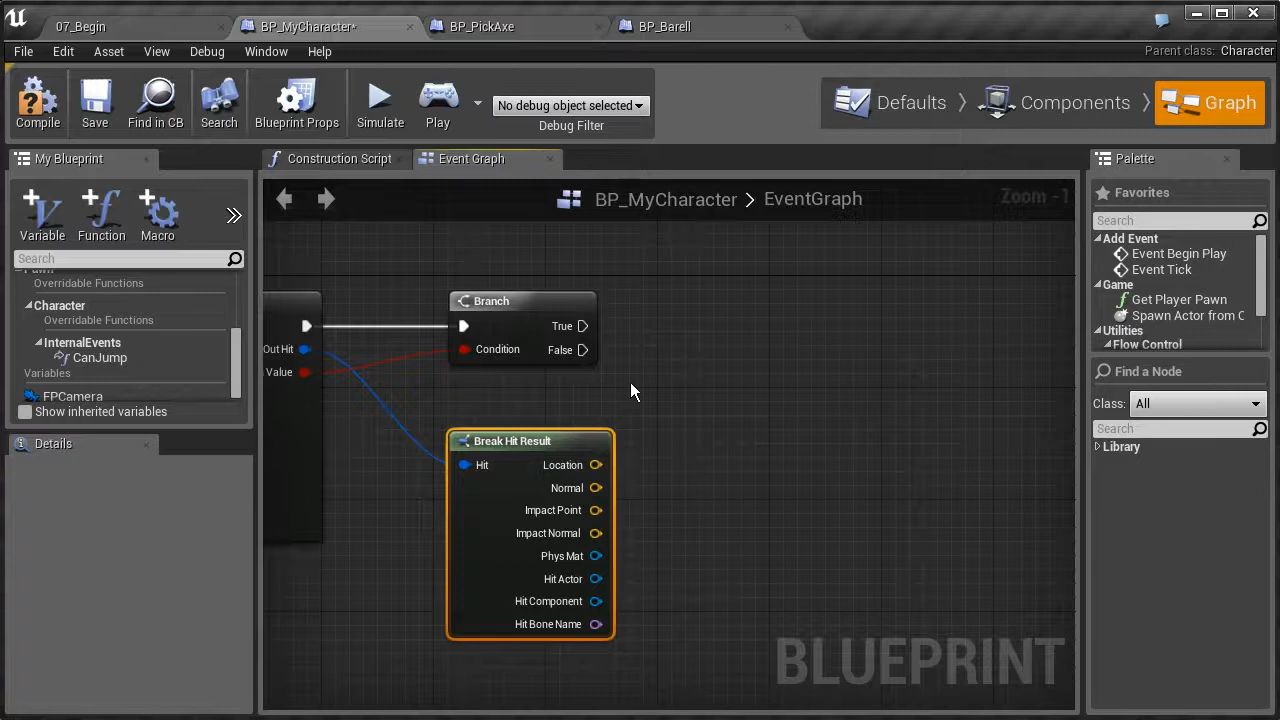 07_Begin
BP_MyCharacter*
BP_PickAxe
BP_Barell
File Edit Asset View Debug Window Help
Parent class: Character
Compile
Save
Find in CB
Search
Blueprint Props
Simulate
Play
No debug object selected
Debug Filter
Defaults
Components
Graph
My Blueprint
Construction Script
Event Graph
Palette
Variable
Function
Macro
Search
Overridable Functions
Character
Overridable Functions
InternalEvents
CanJump
Variables
FPCamera
Show inherited variables
Details
BP_MyCharacter > EventGraph
Zoom -1
Out Hit
Value
Branch
True
Condition
False
Break Hit Result
Hit
Location
Normal
Impact Point
Impact Normal
Phys Mat
Hit Actor
Hit Component
Hit Bone Name
BLUEPRINT
Favorites
Search
Add Event
Event Begin Play
Event Tick
Game
Get Player Pawn
Spawn Actor from C
Utilities
Flow Control
Find a Node
Class: All
Search
Library